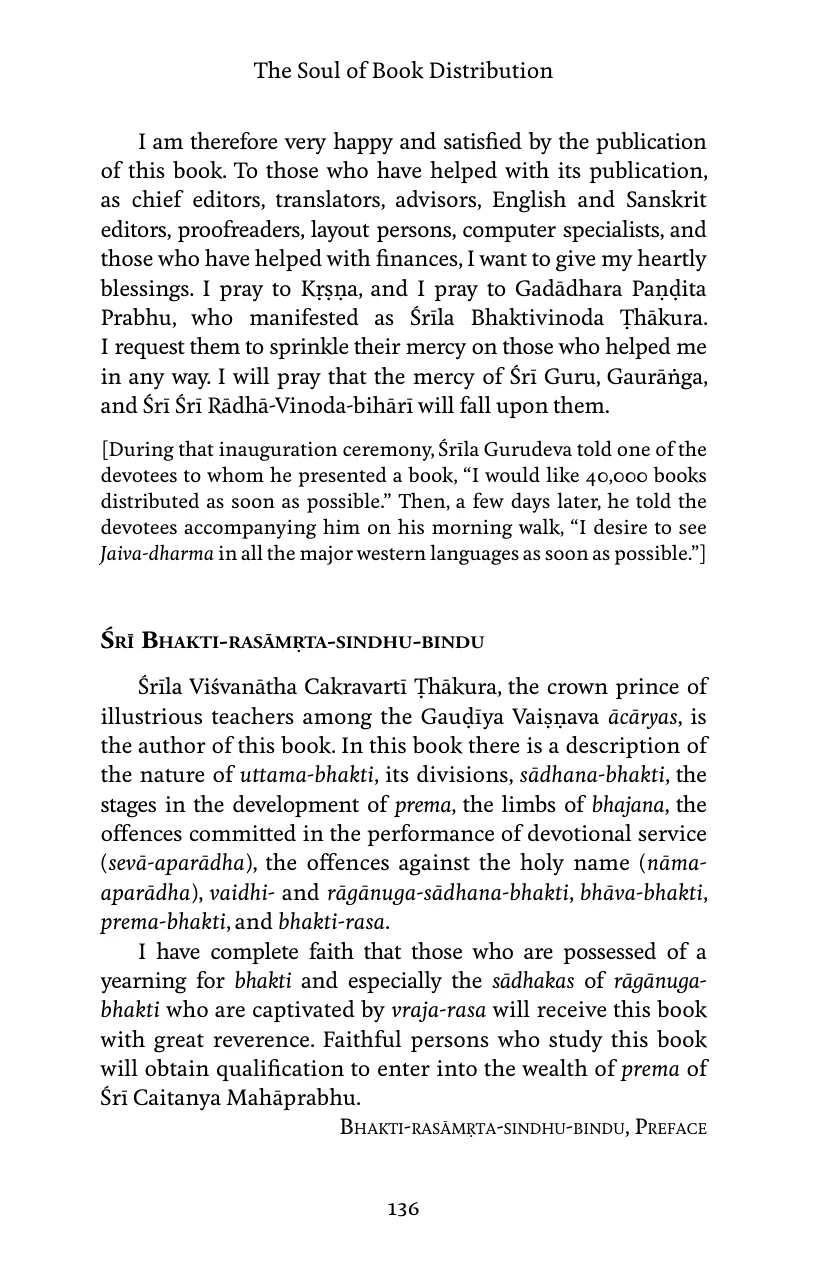 The Soul of Book Distribution
I am therefore very happy and satisfied by the publication
of this book. To those who have helped with its publication,
as chief editors, translators, advisors, English and Sanskrit
editors, proofreaders, layout persons, computer specialists, and
those who have helped with finances, I want to give my heartly
blessings. I pray to Kṛṣṇa, and I pray to Gadādhara Paṇḍita
Prabhu, who manifested as Śrīla Bhaktivinoda Ṭhākura.
I request them to sprinkle their mercy on those who helped me
in any way. I will pray that the mercy of Śrī Guru, Gaurāṅga,
and Śrī Śrī Rādhā-Vinoda-bihārī will fall upon them.
[During that inauguration ceremony, Śrīla Gurudeva told one of the
devotees to whom he presented a book, “I would like 40,000 books
distributed as soon as possible.” Then, a few days later, he told the
devotees accompanying him on his morning walk, “I desire to see
Jaiva-dharma in all the major western languages as soon as possible.”]
Śrī Bhakti-rasāmṛta-sindhu-bindu
Śrīla Viśvanātha Cakravartī Ṭhākura, the crown prince of
illustrious teachers among the Gauḍīya Vaiṣṇava ācāryas, is
the author of this book. In this book there is a description of
the nature of uttama-bhakti, its divisions, sādhana-bhakti, the
stages in the development of prema, the limbs of bhajana, the
offences committed in the performance of devotional service
(sevā-aparādha), the offences against the holy name (nāma-
aparādha), vaidhi- and rāgānuga-sādhana-bhakti, bhāva-bhakti,
prema-bhakti, and bhakti-rasa.
I have complete faith that those who are possessed of a
yearning for bhakti and especially the sādhakas of rāgānuga-
bhakti who are captivated by vraja-rasa will receive this book
with great reverence. Faithful persons who study this book
will obtain qualification to enter into the wealth of prema of
Śrī Caitanya Mahāprabhu.
Bhakti-rasāmṛta-sindhu-bindu, Preface
136